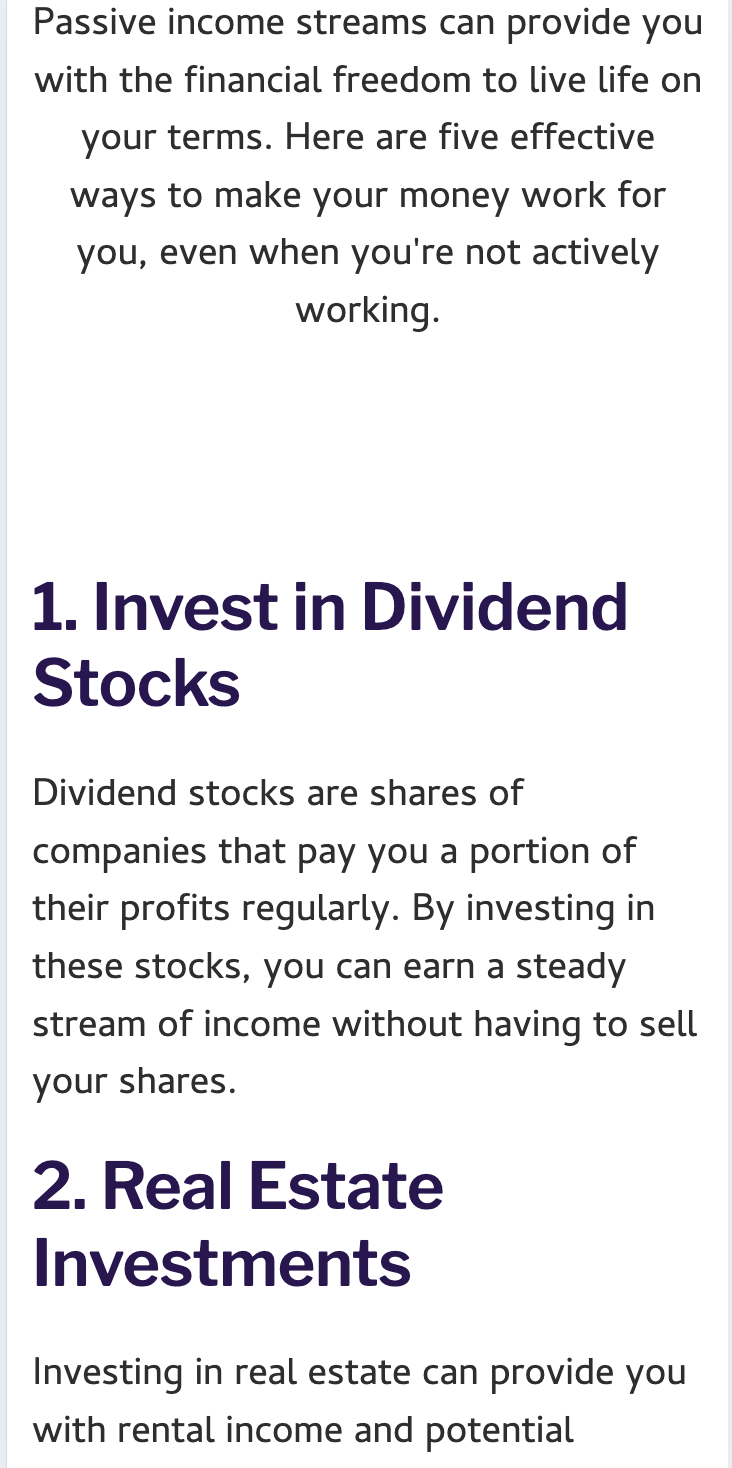 Passive income streams can provide you
with the financial freedom to live life on
your terms. Here are five effective
ways to make your money work for
you, even when you're not actively
working.
1. Invest in Dividend
Stocks
Dividend stocks are shares of
companies that pay you a portion of
their profits regularly. By investing in
these stocks, you can earn a steady
stream of income without having to sell
your shares.
2. Real Estate
Investments
Investing in real estate can provide you
with rental income and potential